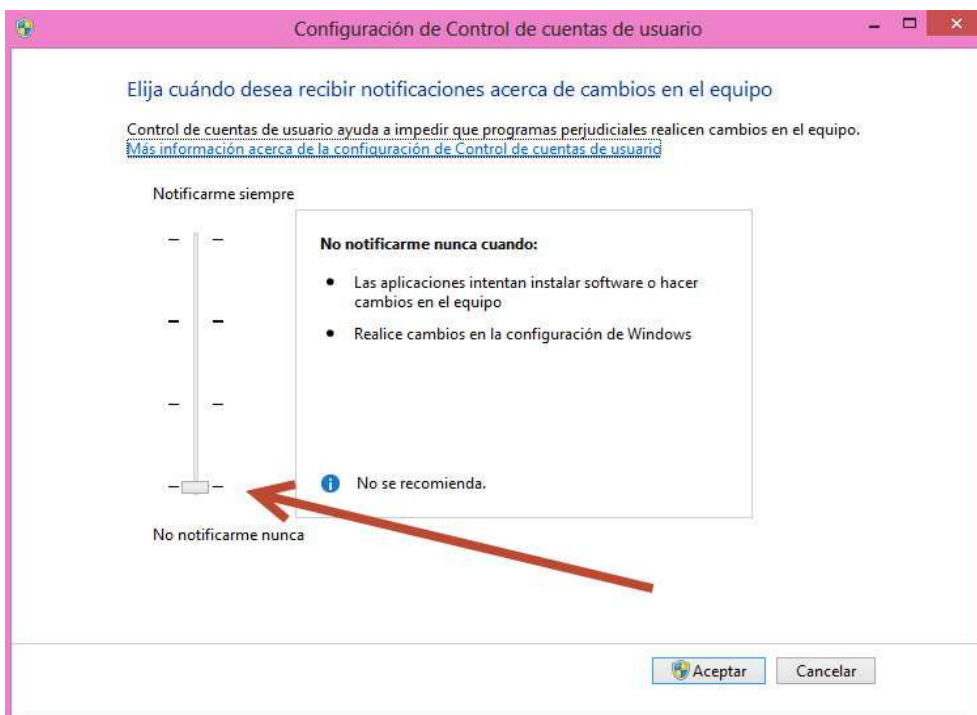 Configuración de Control de cuentas de usuario
Elija cuándo desea recibir notificaciones acerca de cambios en el equipo
Control de cuentas de usuario ayuda a impedir que programas perjudiciales realicen cambios en el equipo.
Más información acerca de la configuración de Control de cuentas de usuario
Notificarme siempre
No notificarme nunca cuando:
Las aplicaciones intentan instalar software o hacer
cambios en el equipo
Realice cambios en la configuración de Windows
No se recomienda.
No notificarme nunca
Aceptar
Cancelar